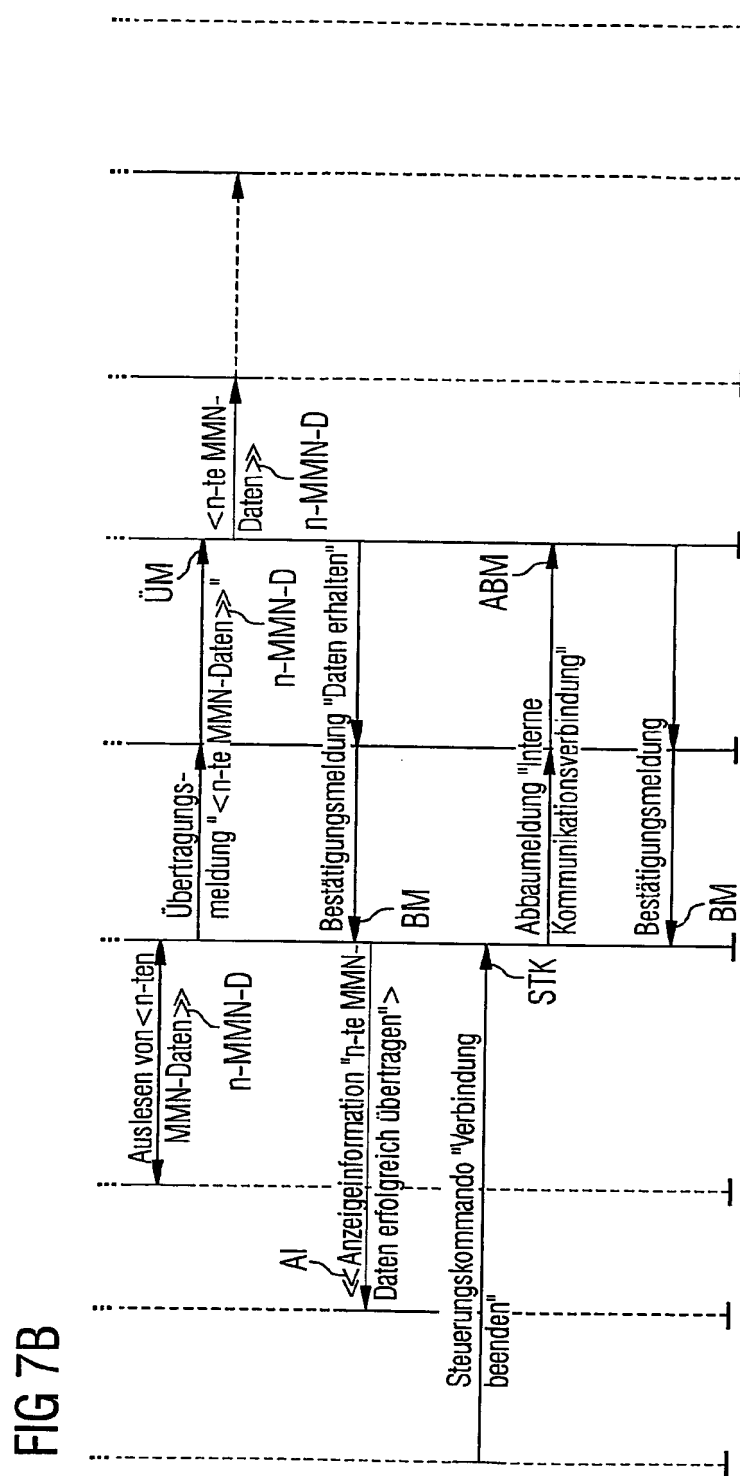 FIG 7B
Auslesen von <n-ten
MMN-Daten>>
n-MMN-D
Übertragungs-
meldung "<n-te MMN-Daten>>"
n-MMN-D
ÜM
<n-te MMN-
Daten>>
n-MMN-D
Bestätigungsmeldung "Daten erhalten"
BM
AI
<<Anzeigeinformation "n-te MMN-
Daten erfolgreich übertragen">
Steuerungskommando "Verbindung
beenden"
STK
Abbaumeldung "Interne
Kommunikationsverbindung"
ABM
Bestätigungsmeldung
BM